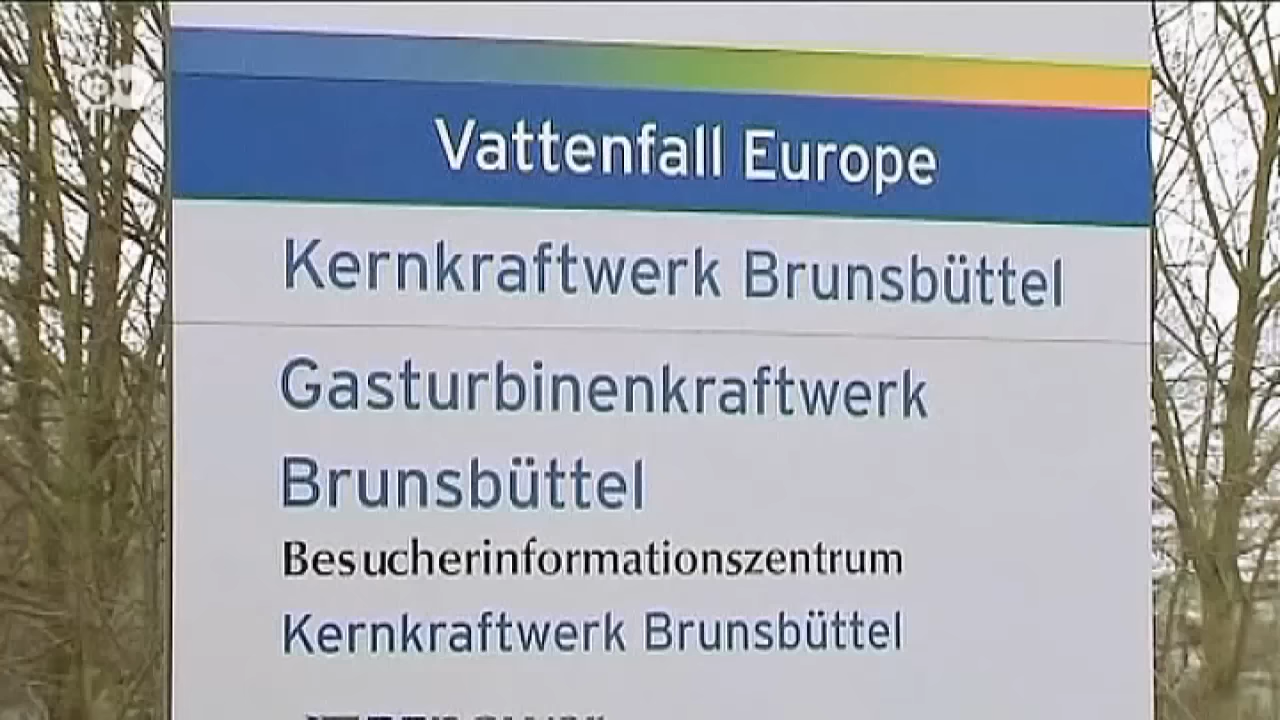 Vattenfall Europe
Kernkraftwerk Brunsbüttel
Gasturbinenkraftwerk
Brunsbüttel
Besucherinformationszentrum
Kernkraftwerk Brunsbüttel